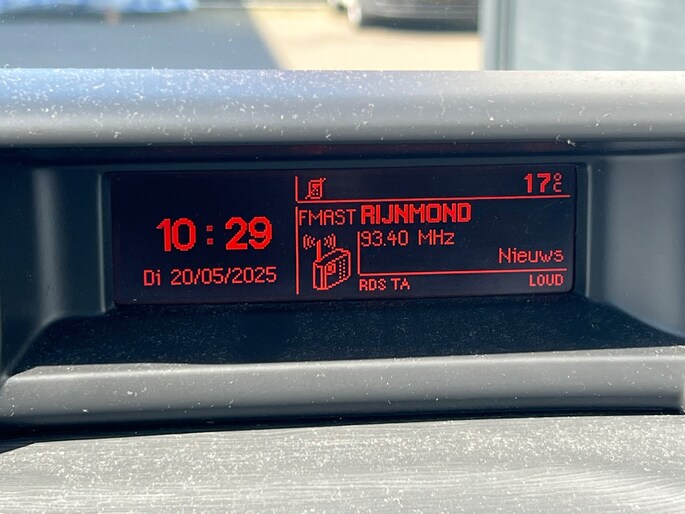 17°C
10:29
Di 20/05/2025
FMAST RIJNMOND
93.40 MHz
Nieuws
RDS TA LOUD